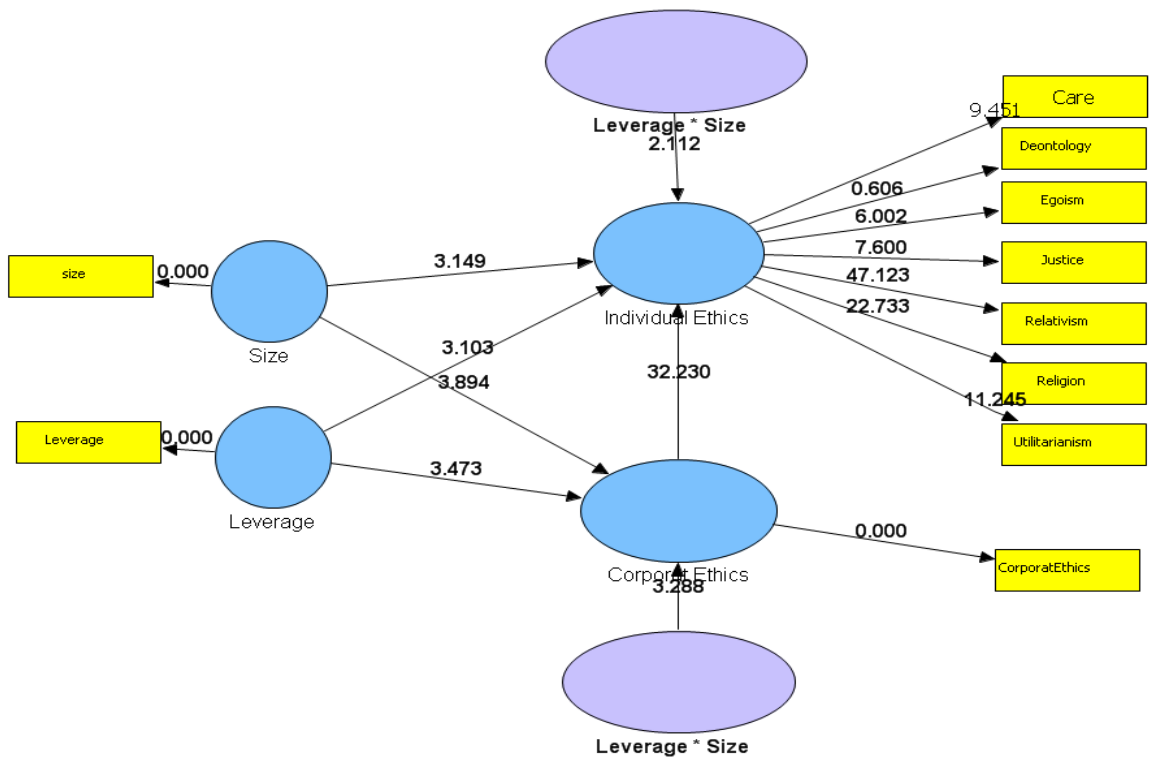 Leverage * Size
2.112
9.451
Care
Deontology
0.606
Egoism
6.002
Justice
7.600
Relativism
47.123
Religion
22.733
Utilitarianism
11.245
size
0.000
Size
3.149
Individual Ethics
3.103
3.894
32.230
Leverage
0.000
Leverage
3.473
Corporat Ethics
3.288
0.000
CorporatEthics
Leverage * Size